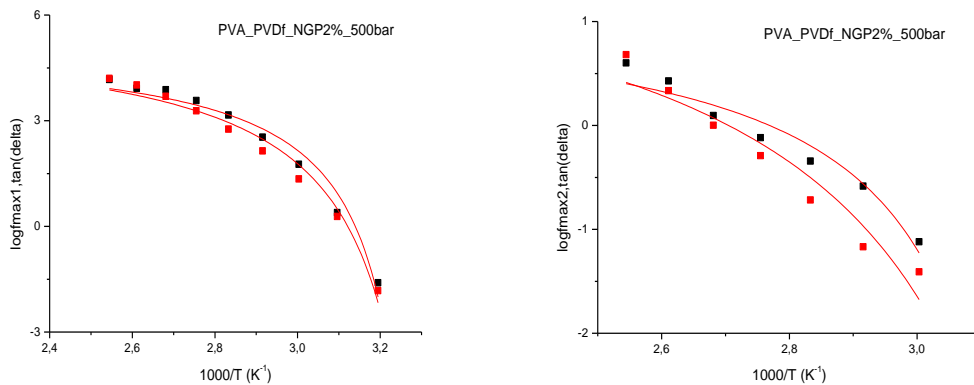 PVA_PVDf_NGP2%_500bar
logfmax1,tan(delta)
6
3
0
-3
2,4
2,6
2,8
3,0
3,2
1000/T (K-1)
PVA_PVDf_NGP2%_500bar
logfmax2,tan(delta)
1
0
-1
-2
2,6
2,8
3,0
1000/T (K-1)